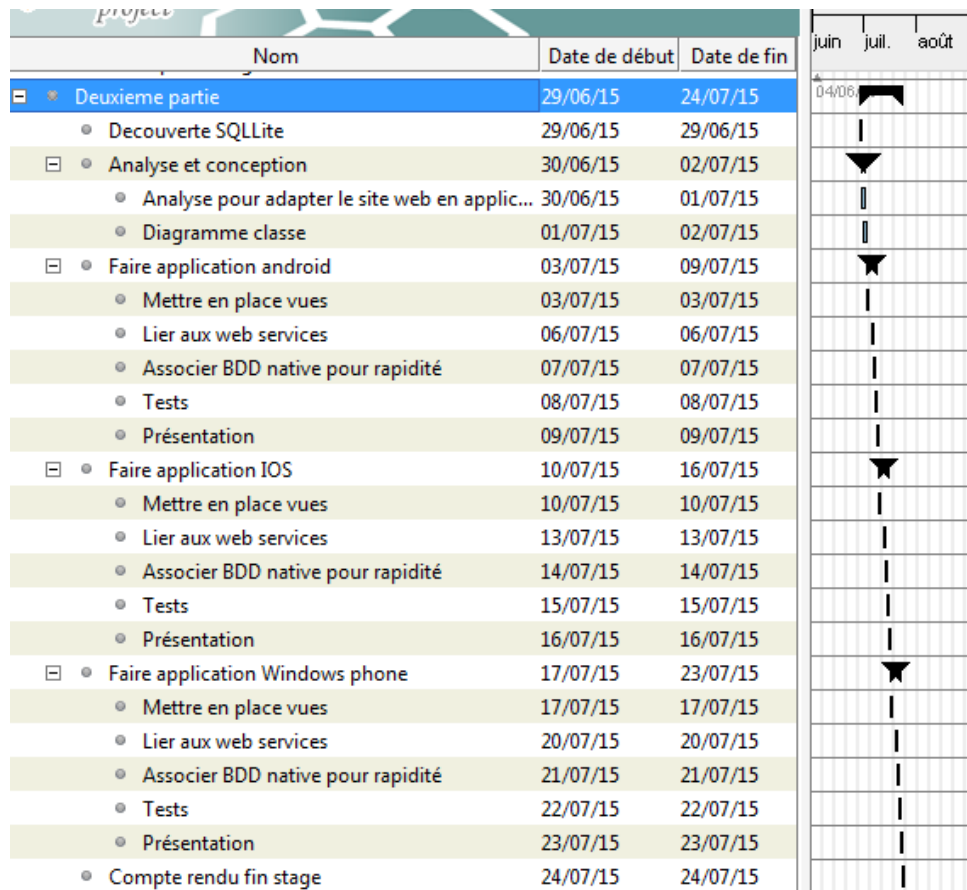 project
Nom Date de début Date de fin juin juil. août
Deuxieme partie 29/06/15 24/07/15 04/06/
Decouverte SQLLite 29/06/15 29/06/15
Analyse et conception 30/06/15 02/07/15
Analyse pour adapter le site web en applic... 30/06/15 01/07/15
Diagramme classe 01/07/15 02/07/15
Faire application android 03/07/15 09/07/15
Mettre en place vues 03/07/15 03/07/15
Lier aux web services 06/07/15 06/07/15
Associer BDD native pour rapidité 07/07/15 07/07/15
Tests 08/07/15 08/07/15
Présentation 09/07/15 09/07/15
Faire application IOS 10/07/15 16/07/15
Mettre en place vues 10/07/15 10/07/15
Lier aux web services 13/07/15 13/07/15
Associer BDD native pour rapidité 14/07/15 14/07/15
Tests 15/07/15 15/07/15
Présentation 16/07/15 16/07/15
Faire application Windows phone 17/07/15 23/07/15
Mettre en place vues 17/07/15 17/07/15
Lier aux web services 20/07/15 20/07/15
Associer BDD native pour rapidité 21/07/15 21/07/15
Tests 22/07/15 22/07/15
Présentation 23/07/15 23/07/15
Compte rendu fin stage 24/07/15 24/07/15